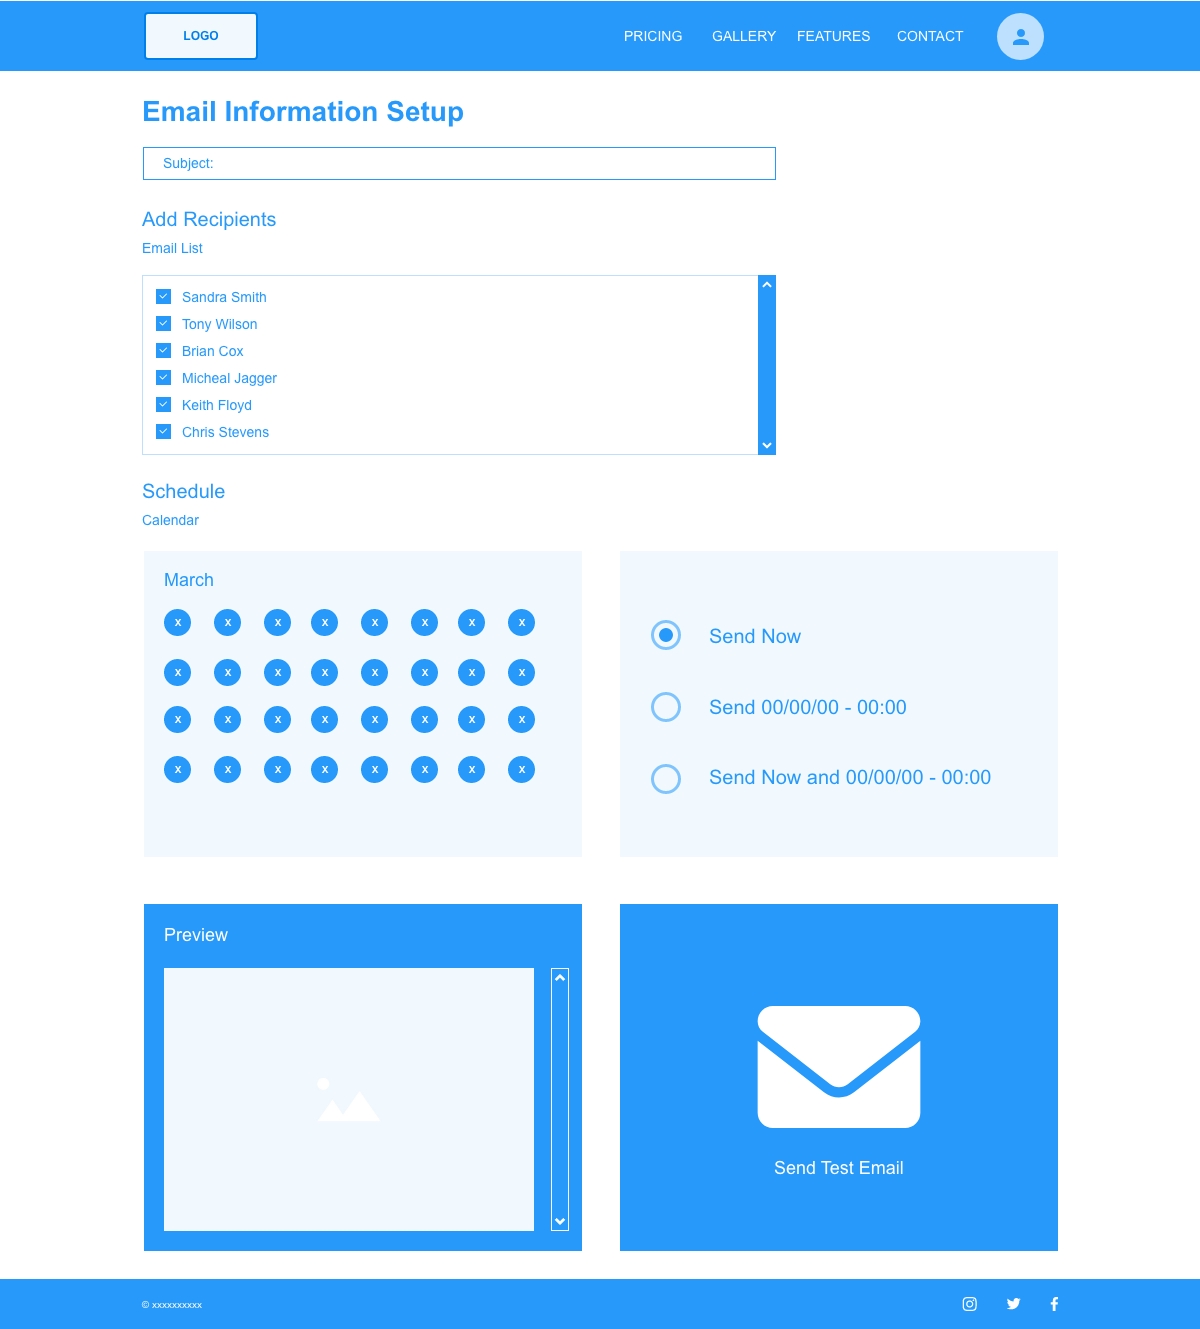 LOGO
PRICING GALLERY FEATURES CONTACT
Email Information Setup
Subject:
Add Recipients
Email List
Sandra Smith
Tony Wilson
Brian Cox
Micheal Jagger
Keith Floyd
Chris Stevens
Schedule
Calendar
March
x x x x x x x x
x x x x x x x x
x x x x x x x x
x x x x x x x x
Send Now
Send 00/00/00 - 00:00
Send Now and 00/00/00 - 00:00
Preview
Send Test Email
© xxxxxxxxxx